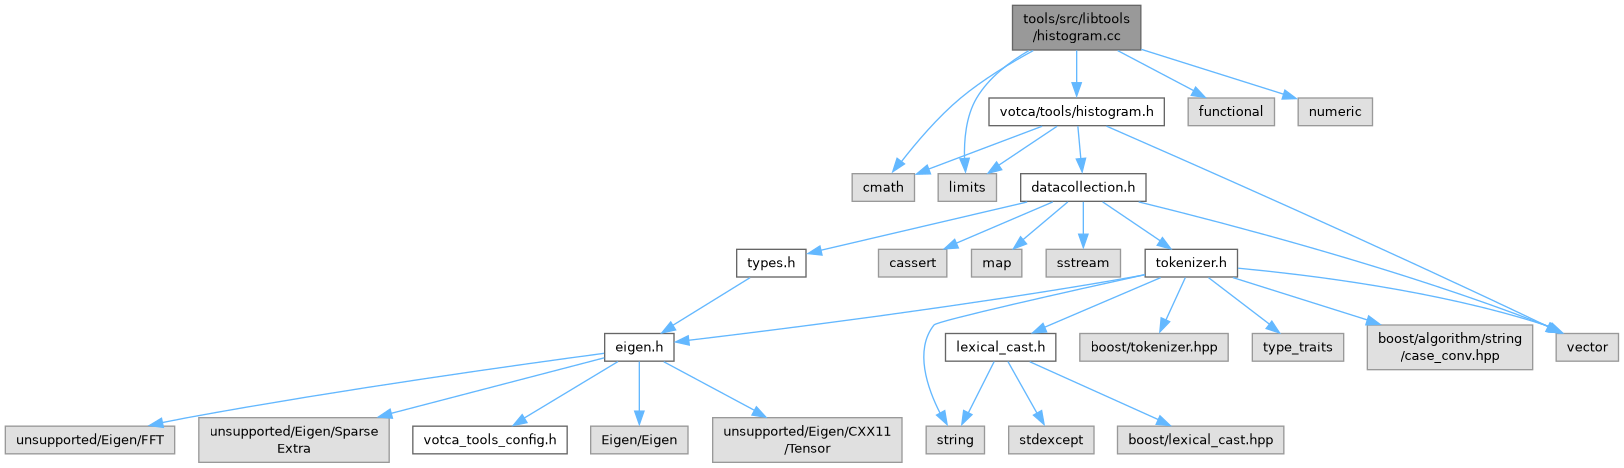 tools/src/libtools
/histogram.cc
votca/tools/histogram.h
functional
numeric
cmath
limits
datacollection.h
types.h
cassert
map
sstream
tokenizer.h
eigen.h
lexical_cast.h
boost/tokenizer.hpp
type_traits
boost/algorithm/string
/case_conv.hpp
vector
unsupported/Eigen/FFT
unsupported/Eigen/Sparse
Extra
votca_tools_config.h
Eigen/Eigen
unsupported/Eigen/CXX11
/Tensor
string
stdexcept
boost/lexical_cast.hpp